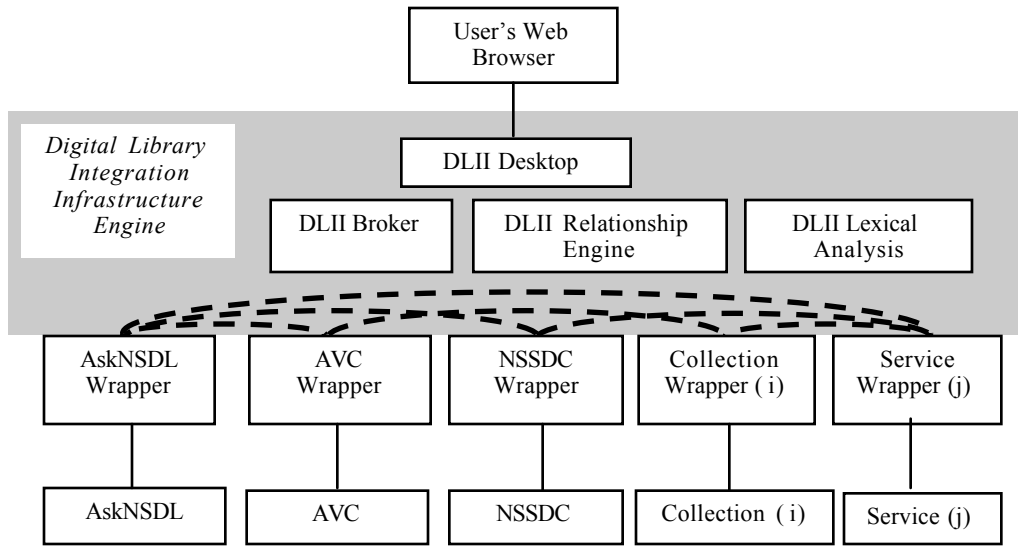 User's Web
Browser
Digital Library
Integration
Infrastructure
Engine
DLII Desktop
DLII Broker
DLII Relationship
Engine
DLII Lexical
Analysis
AskNSDL
Wrapper
AVC
Wrapper
NSSDC
Wrapper
Collection
Wrapper ( i)
Service
Wrapper (j)
AskNSDL
AVC
NSSDC
Collection ( i)
Service (j)